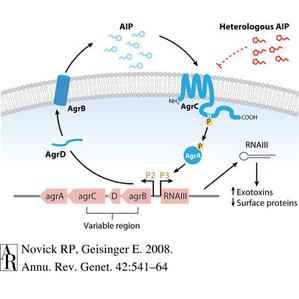 AIP
Heterologous AIP
AgrB
NH₂
AgrC
COOH
P
AgrD
P
AgrA
RNAIII
P2 P3
agrA agrC D agrB RNAIII
Variable region
↑ Exotoxins
↓ Surface proteins
AR
Novick RP, Geisinger E. 2008.
Annu. Rev. Genet. 42:541–64